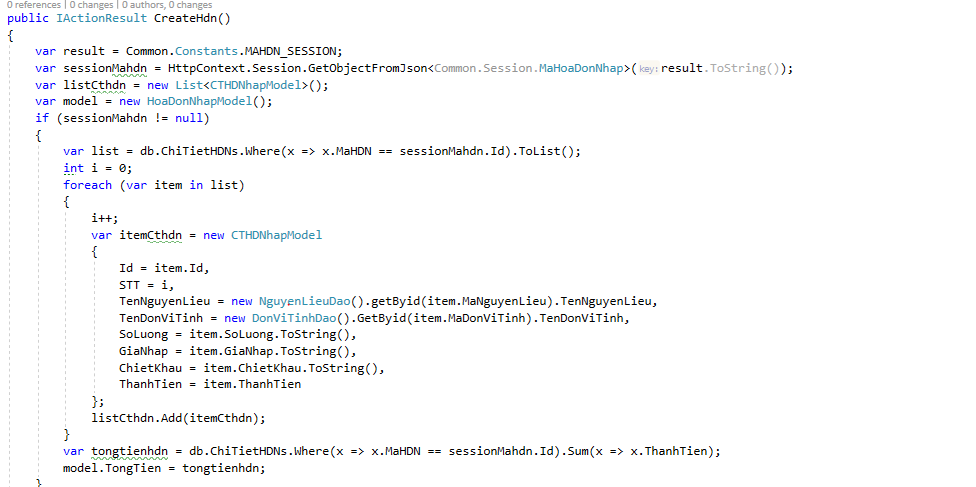 0 references | 0 changes | 0 authors, 0 changes
public IActionResult CreateHdn()
{
    var result = Common.Constants.MAHDN_SESSION;
    var sessionMahdn = HttpContext.Session.GetObjectFromJson<Common.Session.MaHoaDonNhap>(key: result.ToString());
    var listCthdn = new List<CTHDNhapModel>();
    var model = new HoaDonNhapModel();
    if (sessionMahdn != null)
    {
        var list = db.ChiTietHDNs.Where(x => x.MaHDN == sessionMahdn.Id).ToList();
        int i = 0;
        foreach (var item in list)
        {
            i++;
            var itemCthdn = new CTHDNhapModel
            {
                Id = item.Id,
                STT = i,
                TenNguyenLieu = new NguyenLieuDao().getByid(item.MaNguyenLieu).TenNguyenLieu,
                TenDonViTinh = new DonViTinhDao().GetByid(item.MaDonViTinh).TenDonViTinh,
                SoLuong = item.SoLuong.ToString(),
                GiaNhap = item.GiaNhap.ToString(),
                ChietKhau = item.ChietKhau.ToString(),
                ThanhTien = item.ThanhTien
            };
            listCthdn.Add(itemCthdn);
        }
        var tongtienhdn = db.ChiTietHDNs.Where(x => x.MaHDN == sessionMahdn.Id).Sum(x => x.ThanhTien);
        model.TongTien = tongtienhdn;
    }